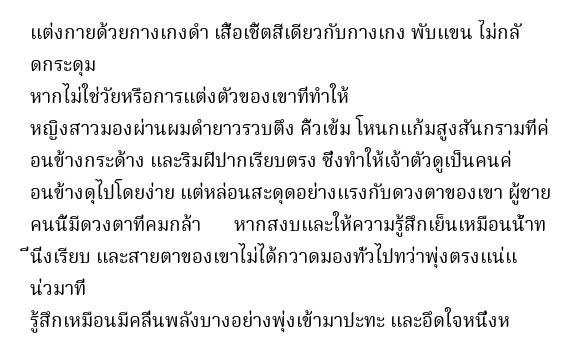 แต่งกายด้วยกางเกงดำ เสื้อเชิ้ตสีเดียวกับกางเกง พับแขน ไม่กลั
ดกระดุม
หากไม่ใช่วัยหรือการแต่งตัวของเขาที่ทำให้
หญิงสาวมองผ่านผมดำยาวรวบตึง คิ้วเข้ม โหนกแก้มสูงสันกรามที่ค่
อนข้างกระด้าง และริมฝีปากเรียบตรง ซึ่งทำให้เจ้าตัวดูเป็นคนค่
อนข้างดุไปโดยง่าย แต่หล่อนสะดุดอย่างแรงกับดวงตาของเขา ผู้ชาย
คนนี้มีดวงตาที่คมกล้า หากสงบและให้ความรู้สึกเย็นเหมือนน้ำท
ี่นิ่งเรียบ และสายตาของเขาไม่ได้กวาดมองทั่วไปทว่าพุ่งตรงแน่แ
น่วมาที่
รู้สึกเหมือนมีคลื่นพลังบางอย่างพุ่งเข้ามาปะทะ และอึดใจหนึ่งห